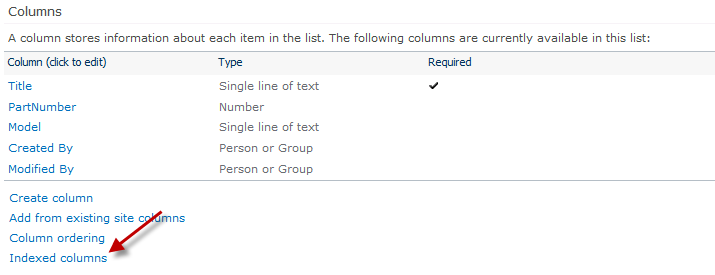 Columns
A column stores information about each item in the list. The following columns are currently available in this list:
Column (click to edit) Type Required
Title Single line of text ✔
PartNumber Number
Model Single line of text
Created By Person or Group
Modified By Person or Group
Create column
Add from existing site columns
Column ordering
Indexed columns